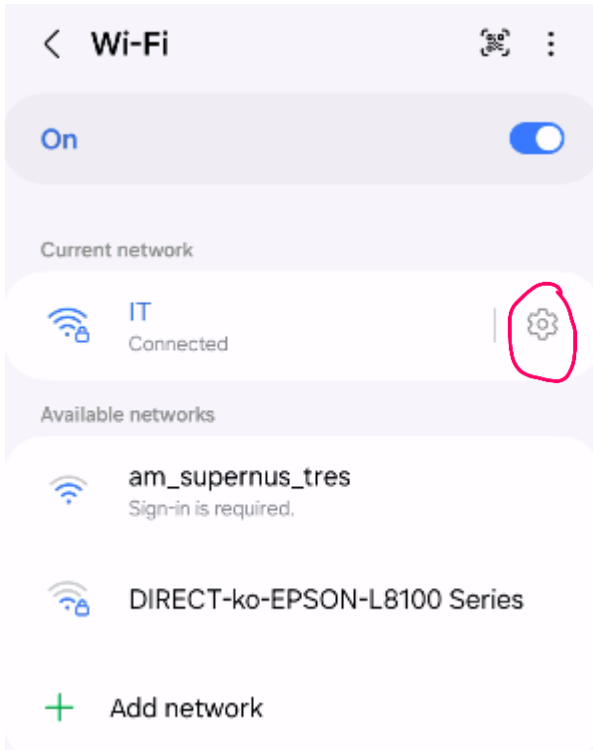 Wi-Fi
On
Current network
IT
Connected
Available networks
am_supernus_tres
Sign-in is required.
DIRECT-ko-EPSON-L8100 Series
Add network